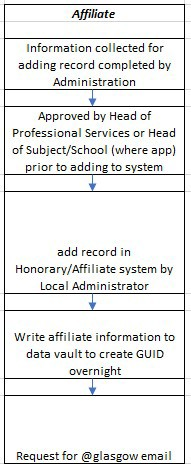 Affiliate
Information collected for
adding record completed by
Administration
Approved by Head of
Professional Services or Head
of Subject/School (where app)
prior to adding to system
add record in
Honorary/Affiliate system by
Local Administrator
Write affiliate information to
data vault to create GUID
overnight
Request for @glasgow email